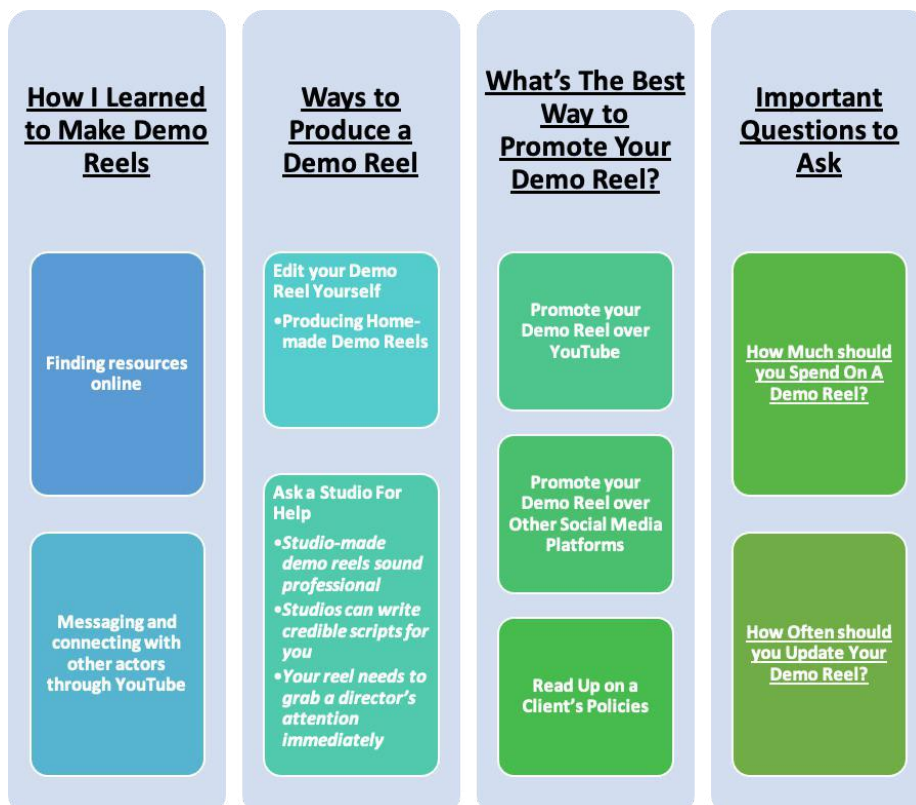 How I Learned
to Make Demo
Reels
Finding resources
online
Messaging and
connecting with
other actors
through YouTube
Ways to
Produce a
Demo Reel
Edit your Demo
Reel Yourself
•Producing Home-
made Demo Reels
Ask a Studio For
Help
•Studio-made
demo reels sound
professional
•Studios can write
credible scripts for
you
•Your reel needs to
grab a director's
attention
immediately
What's The Best
Way to
Promote Your
Demo Reel?
Promote your
Demo Reel over
YouTube
Promote your
Demo Reel over
Other Social Media
Platforms
Read Up on a
Client's Policies
Important
Questions to
Ask
How Much should
you Spend On A
Demo Reel?
How Often should
you Update Your
Demo Reel?